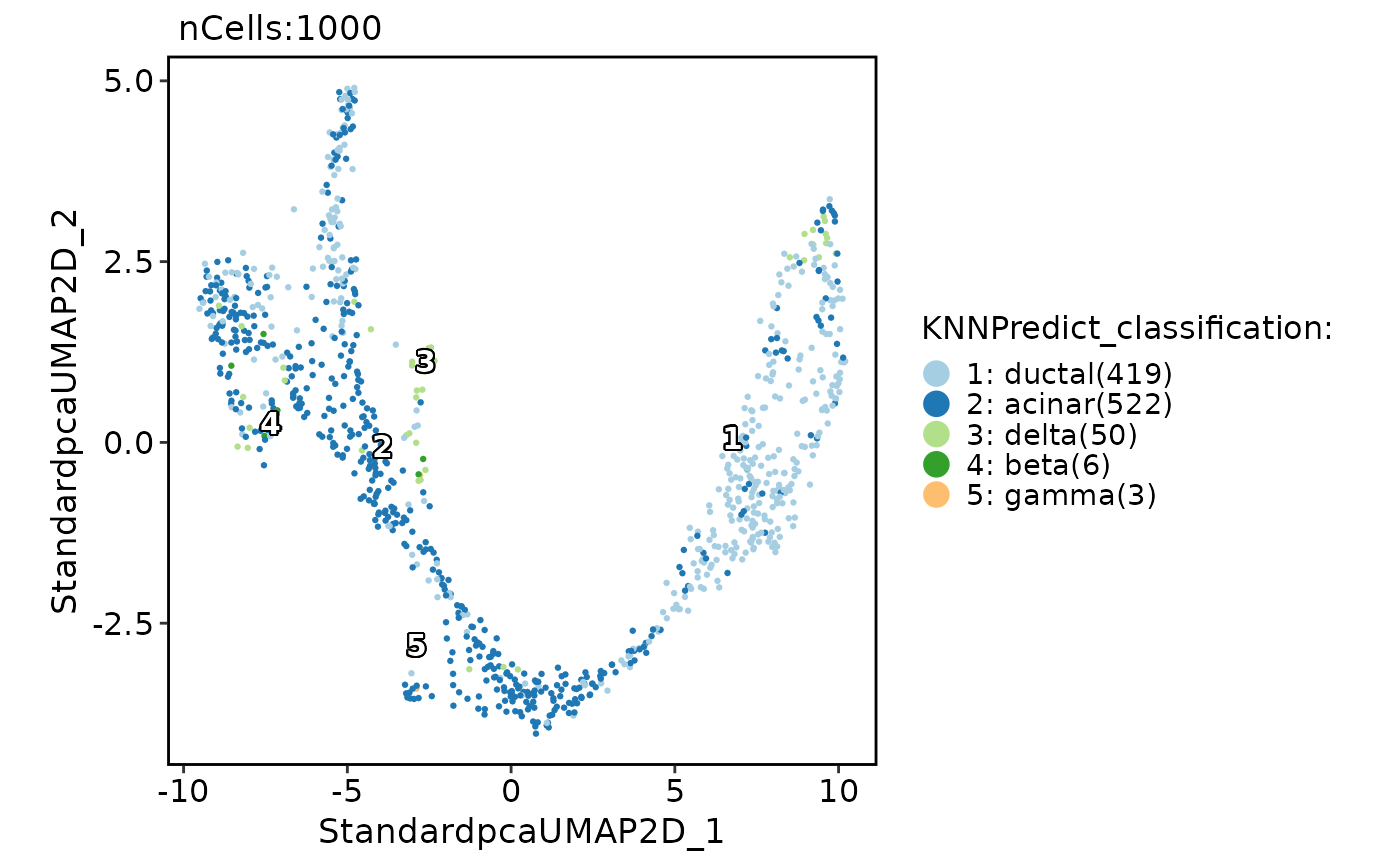 nCells:1000
StandardpcaUMAP2D_2
5.0
2.5
0.0
-2.5
3
4
2
1
5
-10
-5
0
5
10
StandardpcaUMAP2D_1
KNNPredict_classification:
1: ductal(419)
2: acinar(522)
3: delta(50)
4: beta(6)
5: gamma(3)